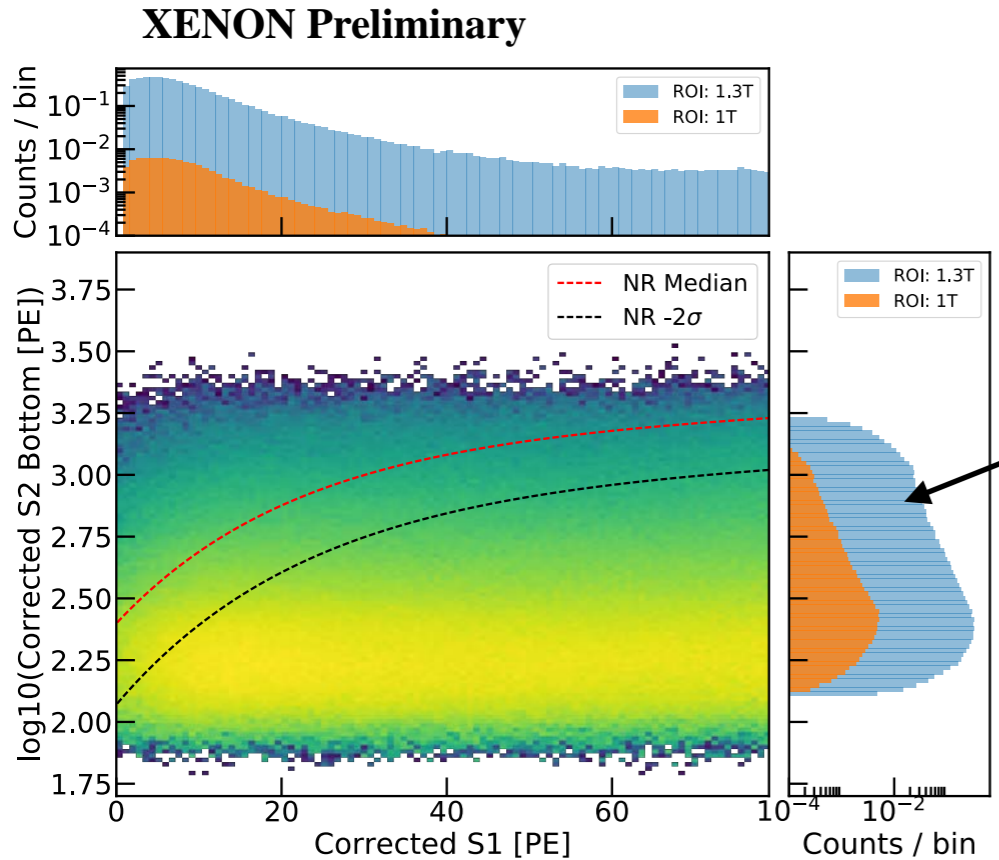 XENON Preliminary
Counts / bin
10⁻¹
10⁻²
10⁻³
10⁻⁴
ROI: 1.3T
ROI: 1T
log10(Corrected S2 Bottom [PE])
3.75
3.50
3.25
3.00
2.75
2.50
2.25
2.00
1.75
NR Median
NR -2σ
0
20
40
60
Corrected S1 [PE]
ROI: 1.3T
ROI: 1T
10⁻⁴
10⁻²
Counts / bin